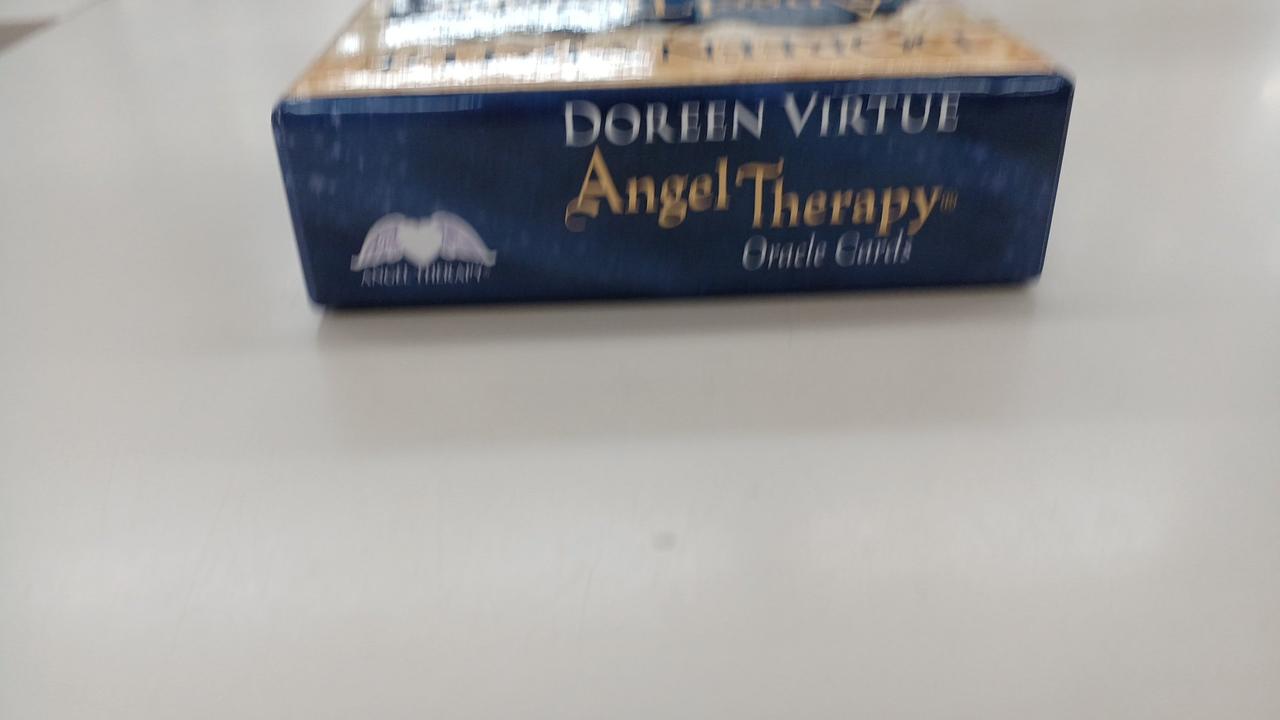 DOREEN VIRTUE
Angel Therapy®
Oracle Cards
ANGEL THERAPY